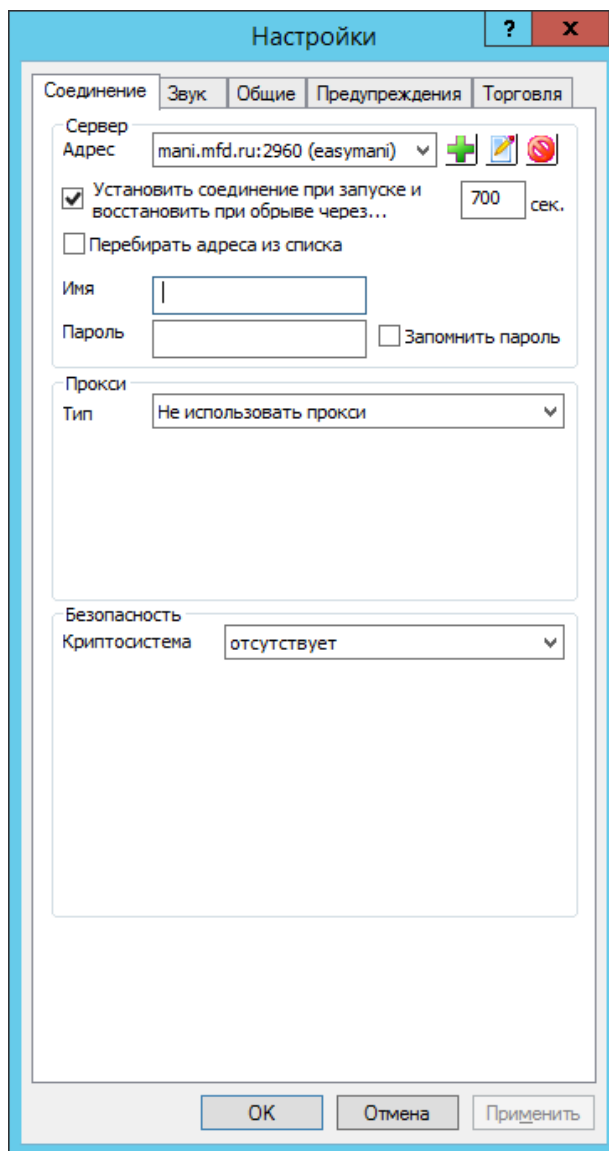 Настройки
?
x
Соединение Звук Общие Предупреждения Торговля
Сервер
Адрес mani.mfd.ru:2960 (easymani)
Установить соединение при запуске и
восстановить при обрыве через... 700 сек.
Перебирать адреса из списка
Имя
Пароль Запомнить пароль
Прокси
Тип Не использовать прокси
Безопасность
Криптосистема отсутствует
OK Отмена Применить